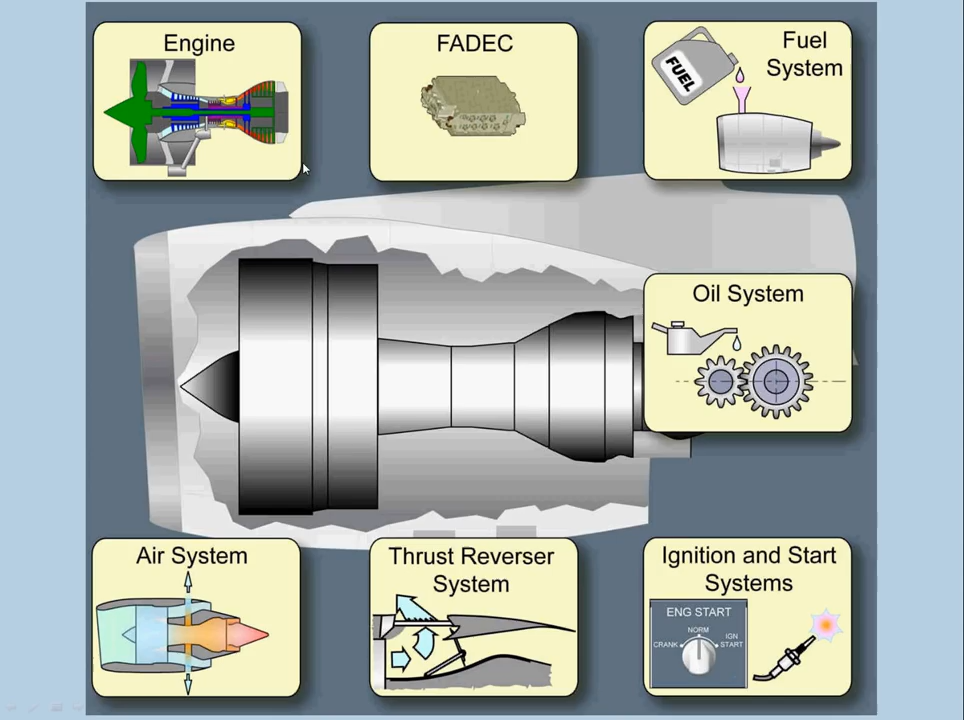 Engine
FADEC
Fuel
System
FUEL
Oil System
Air System
Thrust Reverser
System
Ignition and Start
Systems
ENG START
NORM
CRANK
IGN
START